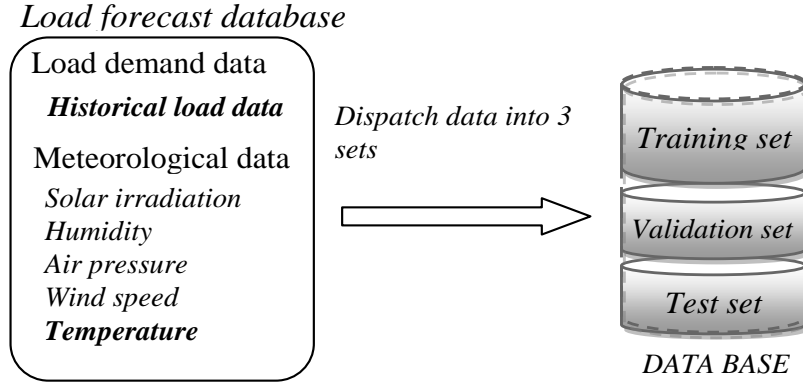 Load forecast database
Load demand data
Historical load data
Meteorological data
Solar irradiation
Humidity
Air pressure
Wind speed
Temperature
Dispatch data into 3
sets
Training set
Validation set
Test set
DATA BASE